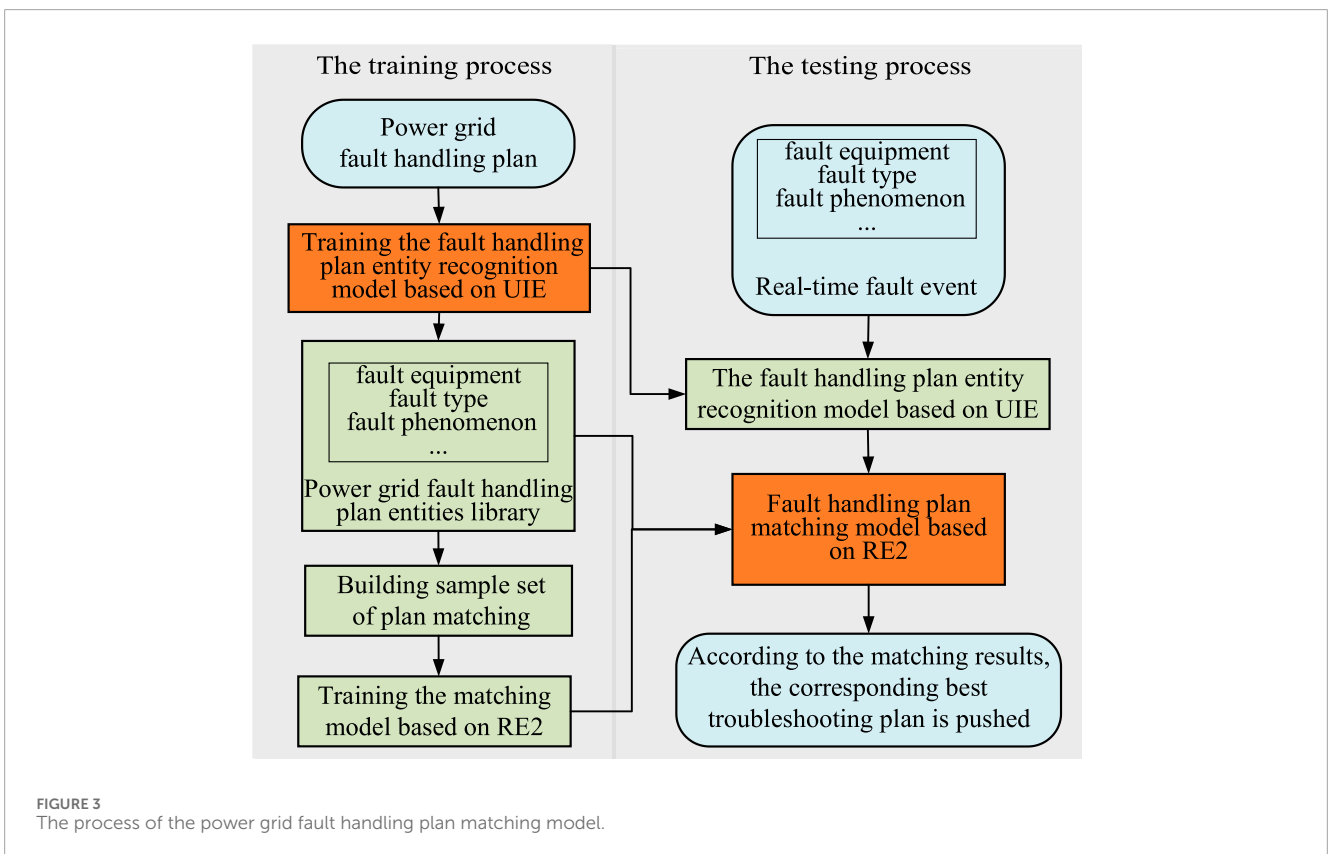 The training process
Power grid
fault handling plan
Training the fault handling
plan entity recognition
model based on UIE
fault equipment
fault type
fault phenomenon
...
Power grid fault handling
plan entities library
Building sample set
of plan matching
Training the matching
model based on RE2
The testing process
fault equipment
fault type
fault phenomenon
...
Real-time fault event
The fault handling plan entity
recognition model based on UIE
Fault handling plan
matching model based
on RE2
According to the matching results,
the corresponding best
troubleshooting plan is pushed
FIGURE 3
The process of the power grid fault handling plan matching model.